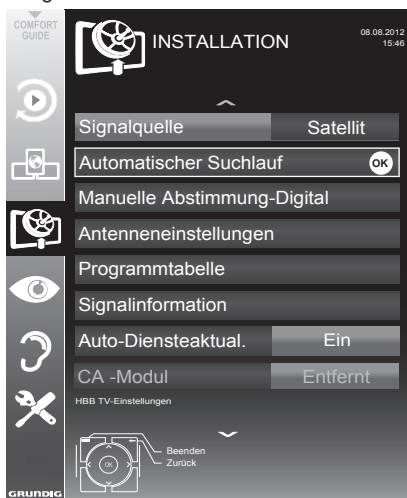 COMFORT
GUIDE
INSTALLATION
08.08.2012
15:46
Signalquelle Satellit
Automatischer Suchlauf OK
Manuelle Abstimmung-Digital
Antenneneinstellungen
Programmtabelle
Signalinformation
Auto-Diensteaktual. Ein
CA -Modul Entfernt
HBB TV-Einstellungen
Beenden
OK Zurück
GRUNDIG